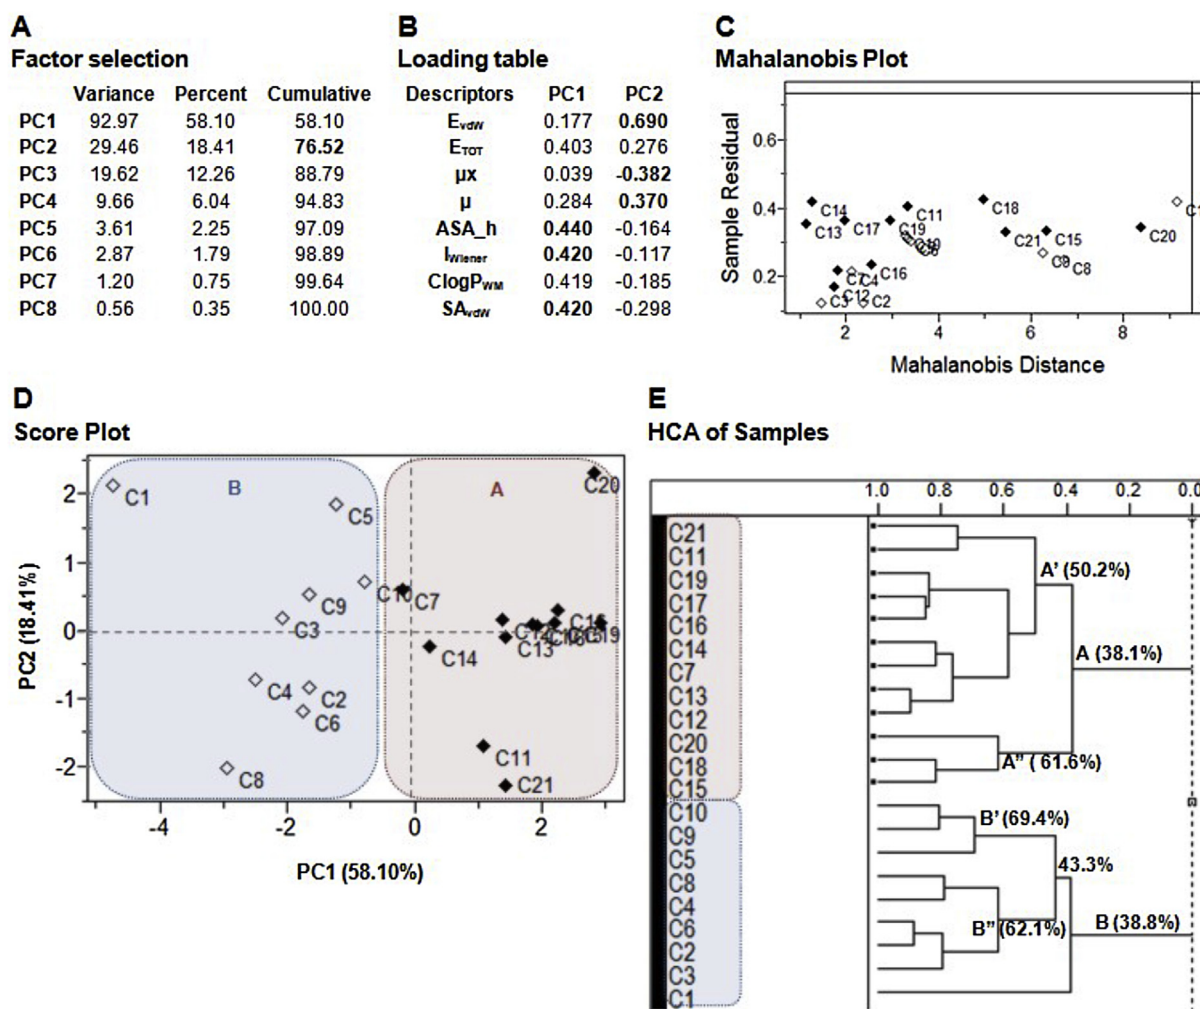 A
Factor selection
Variance Percent Cumulative
PC1 92.97 58.10 58.10
PC2 29.46 18.41 76.52
PC3 19.62 12.26 88.79
PC4 9.66 6.04 94.83
PC5 3.61 2.25 97.09
PC6 2.87 1.79 98.89
PC7 1.20 0.75 99.64
PC8 0.56 0.35 100.00
B
Loading table
Descriptors PC1 PC2
EvdW 0.177 0.690
ETOT 0.403 0.276
µx 0.039 -0.382
µ 0.284 0.370
ASA_h 0.440 -0.164
IWiener 0.420 -0.117
ClogPWM 0.419 -0.185
SAvdW 0.420 -0.298
C
Mahalanobis Plot
Sample Residual
0.6
0.4
0.2
C14
C13
C17
C11
C19
C18
C21
C15
C20
C9
C8
C16
C7
C4
C12
C3
C2
2 4 6 8
Mahalanobis Distance
D
Score Plot
PC2 (18.41%)
2
1
0
-1
-2
B
A
C1
C5
C20
C9
C10
C7
C3
C13
C14
C4
C2
C6
C8
C11
C21
-4 -2 0 2
PC1 (58.10%)
E
HCA of Samples
1.0 0.8 0.6 0.4 0.2 0.0
C21
C11
C19
C17
C16
C14
C7
C13
C12
C20
C18
C15
C10
C9
C5
C8
C4
C6
C2
C3
C1
A' (50.2%)
A (38.1%)
A" ( 61.6%)
B' (69.4%)
43.3%
B" (62.1%)
B (38.8%)